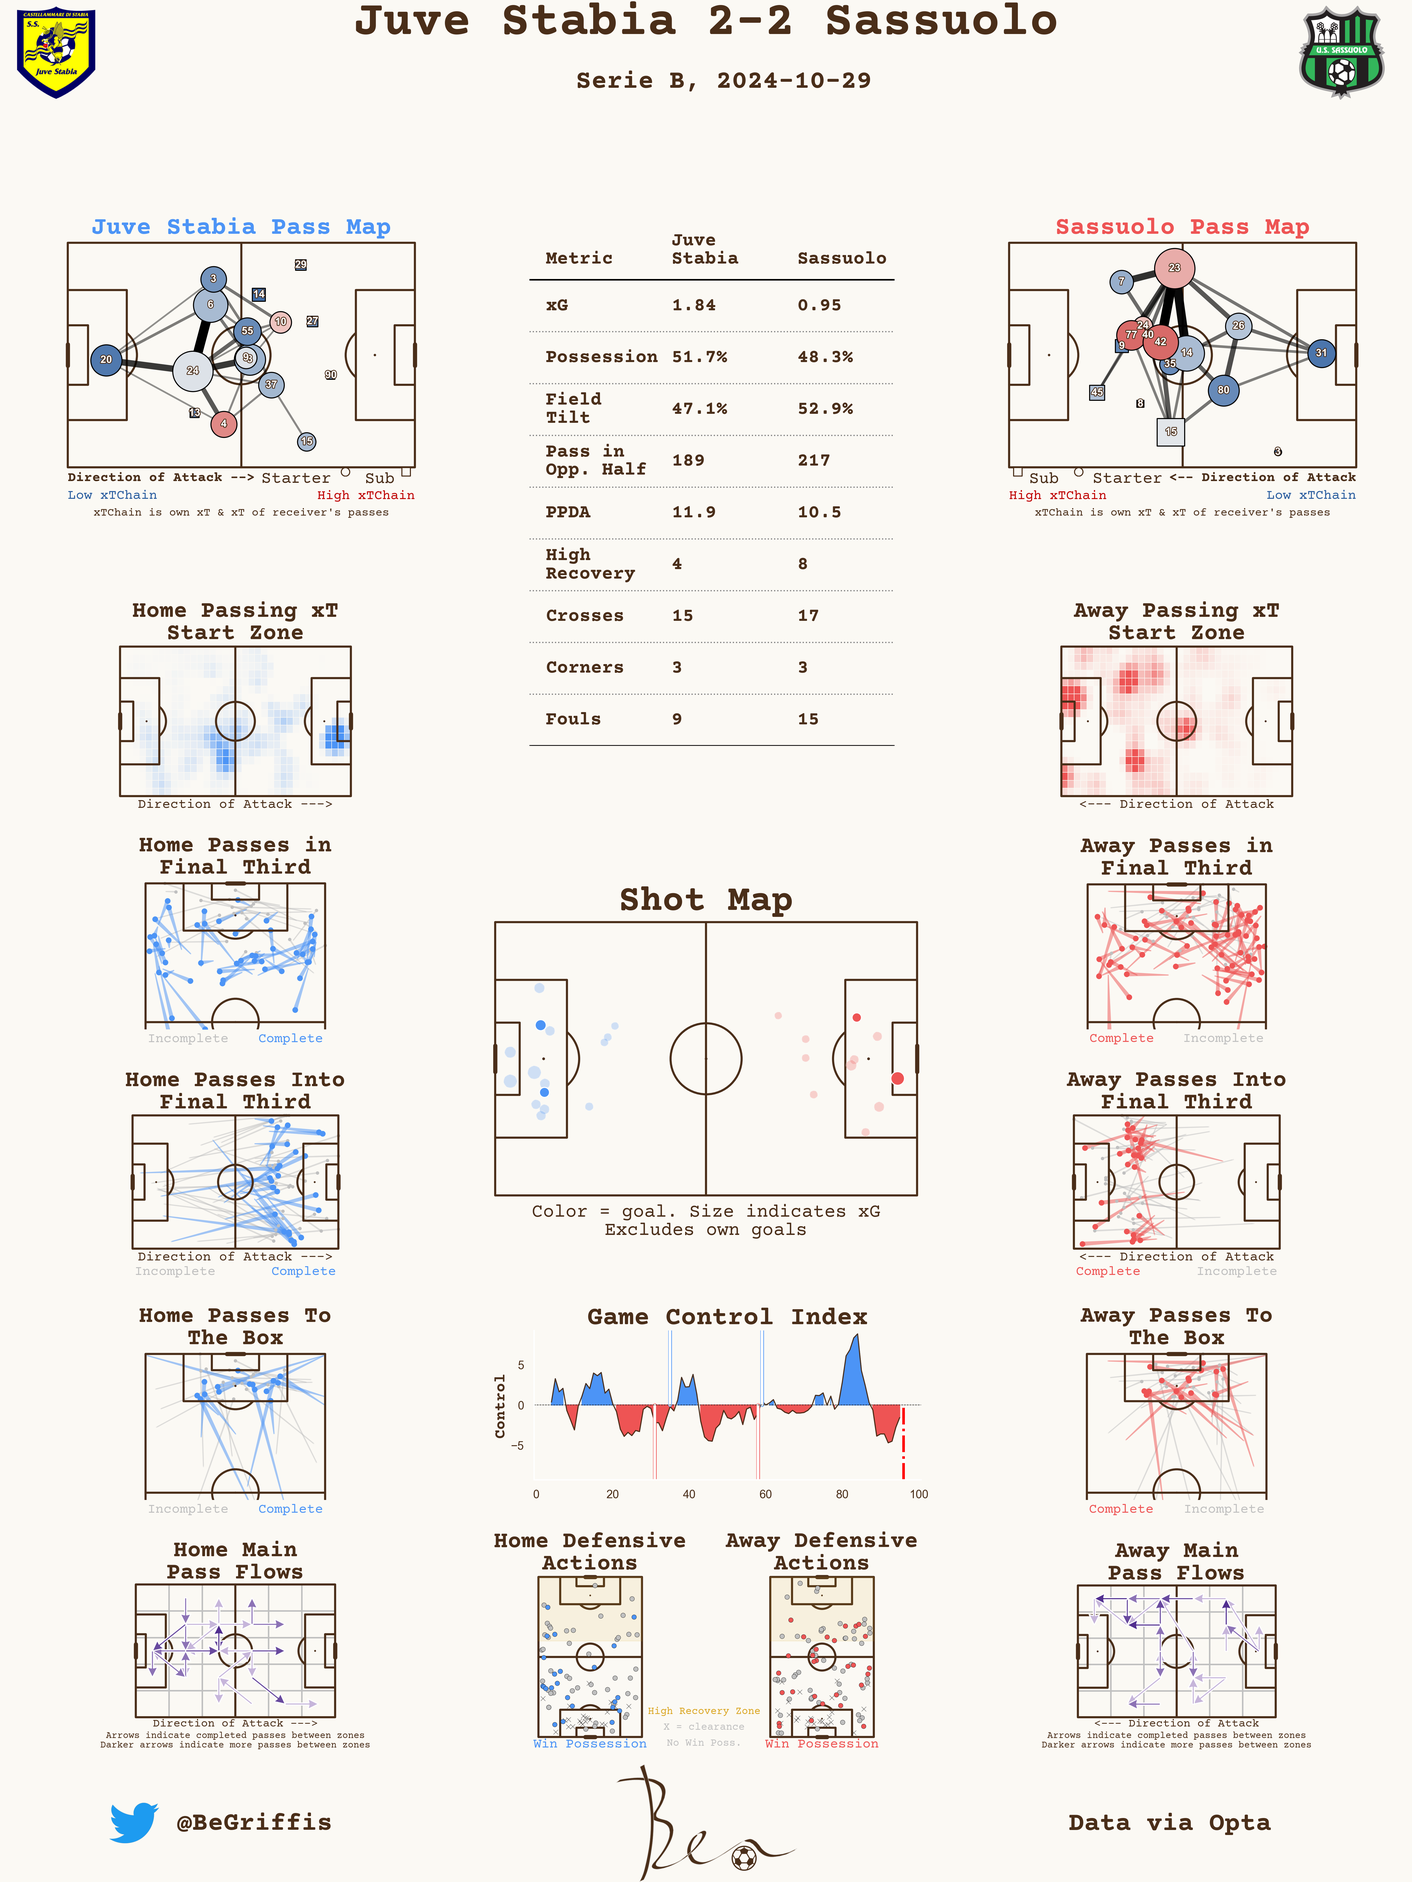 Juve Stabia 2-2 Sassuolo
Serie B, 2024-10-29
CASTELLAMMARE DI STABIA
S.S.
Juve Stabia
U.S. SASSUOLO
Juve Stabia Pass Map
3
6
20
24
55
10
14
29
27
90
37
13
4
15
Direction of Attack --> Starter Sub
Low xTChain High xTChain
xTChain is own xT & xT of receiver's passes
Metric Juve Stabia Sassuolo
xG 1.84 0.95
Possession 51.7% 48.3%
Field Tilt 47.1% 52.9%
Pass in Opp. Half 189 217
PPDA 11.9 10.5
High Recovery 4 8
Crosses 15 17
Corners 3 3
Fouls 9 15
Sassuolo Pass Map
7
23
24
77
40
42
9
35
14
26
31
80
45
8
15
3
Sub Starter <-- Direction of Attack
High xTChain Low xTChain
xTChain is own xT & xT of receiver's passes
Home Passing xT
Start Zone
Direction of Attack --->
Away Passing xT
Start Zone
<--- Direction of Attack
Home Passes in
Final Third
Incomplete Complete
Away Passes in
Final Third
Complete Incomplete
Shot Map
Color = goal. Size indicates xG
Excludes own goals
Home Passes Into
Final Third
Direction of Attack --->
Incomplete Complete
Away Passes Into
Final Third
<--- Direction of Attack
Complete Incomplete
Home Passes To
The Box
Incomplete Complete
Game Control Index
Control
5
0
−5
0 20 40 60 80 100
Away Passes To
The Box
Complete Incomplete
Home Main
Pass Flows
Direction of Attack --->
Arrows indicate completed passes between zones
Darker arrows indicate more passes between zones
Home Defensive
Actions
Win Possession
Away Defensive
Actions
Win Possession
High Recovery Zone
X = clearance
No Win Poss.
Away Main
Pass Flows
<--- Direction of Attack
Arrows indicate completed passes between zones
Darker arrows indicate more passes between zones
@BeGriffis
Ben
Data via Opta